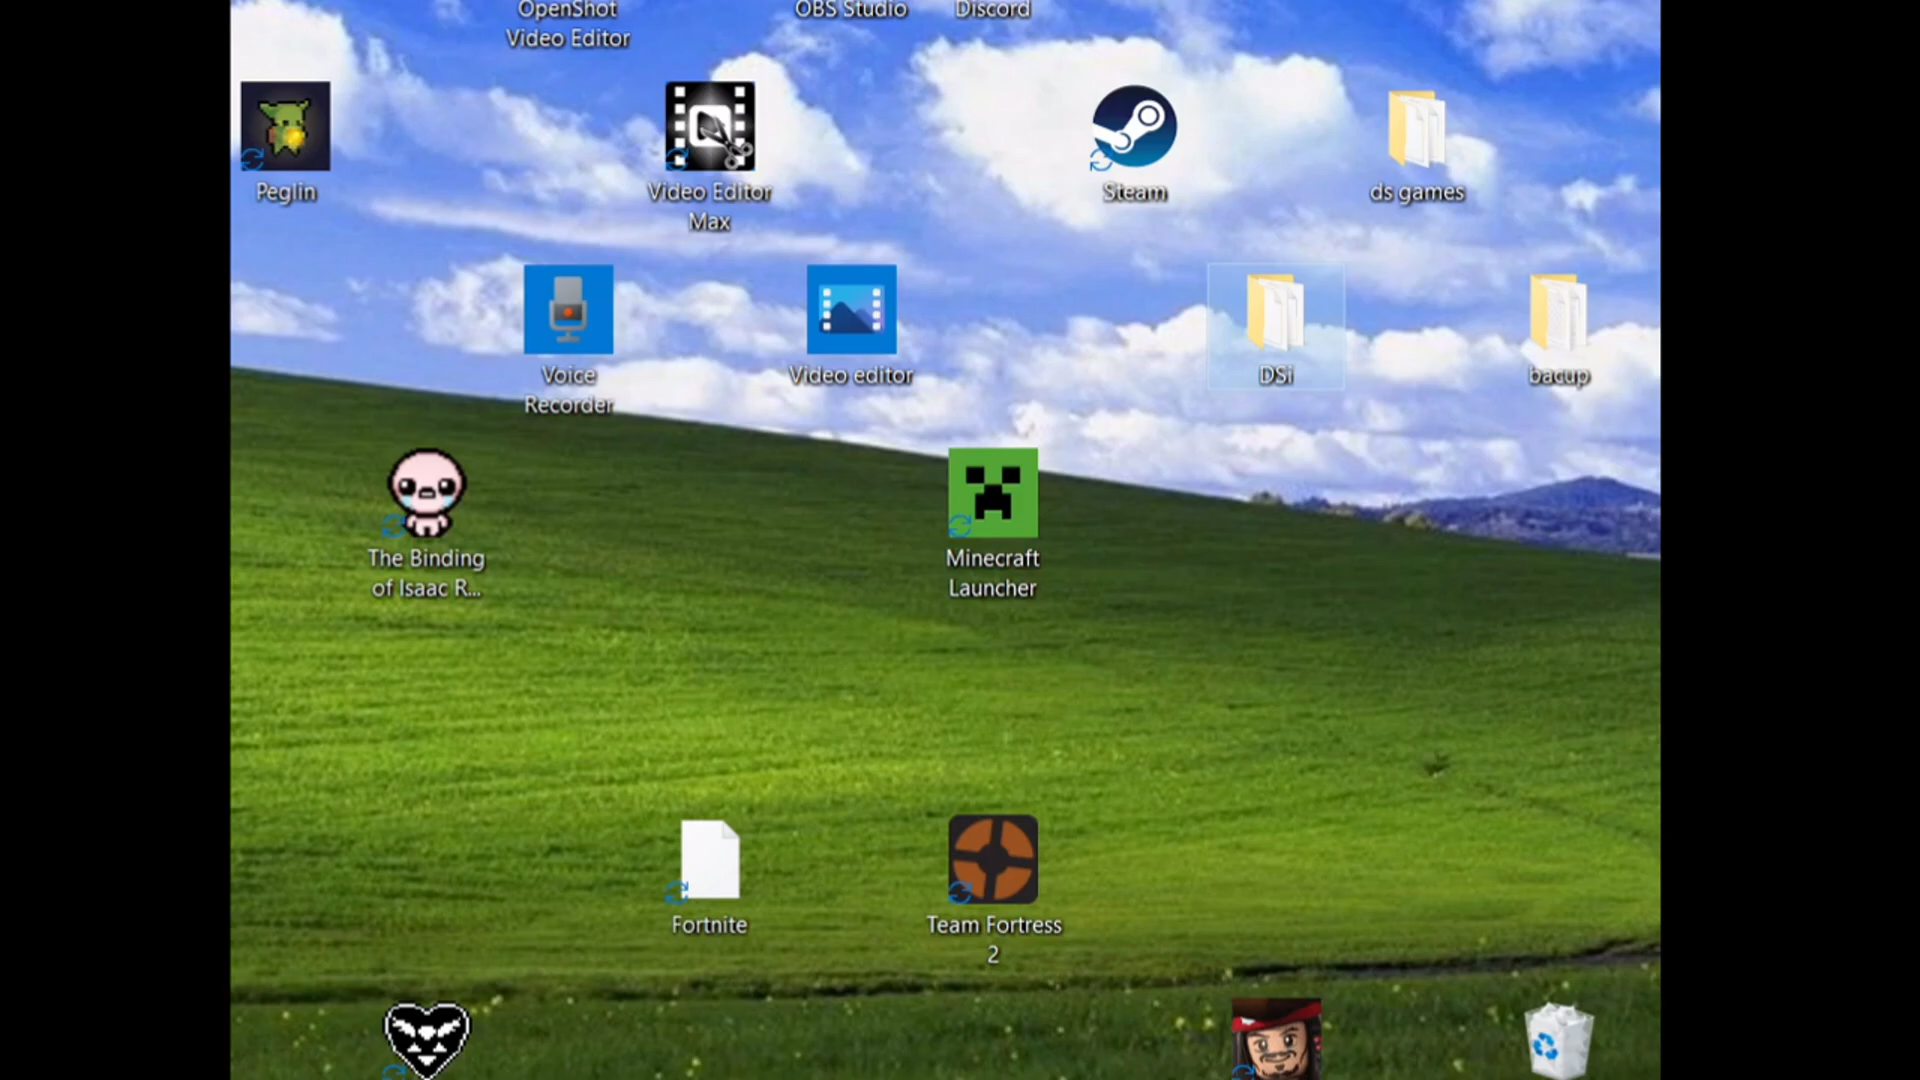 OpenShot
Video Editor
OBS Studio
Discord
Peglin
Video Editor
Max
Steam
ds games
Voice
Recorder
Video editor
DSi
bacup
The Binding
of Isaac R...
Minecraft
Launcher
Fortnite
Team Fortress
2